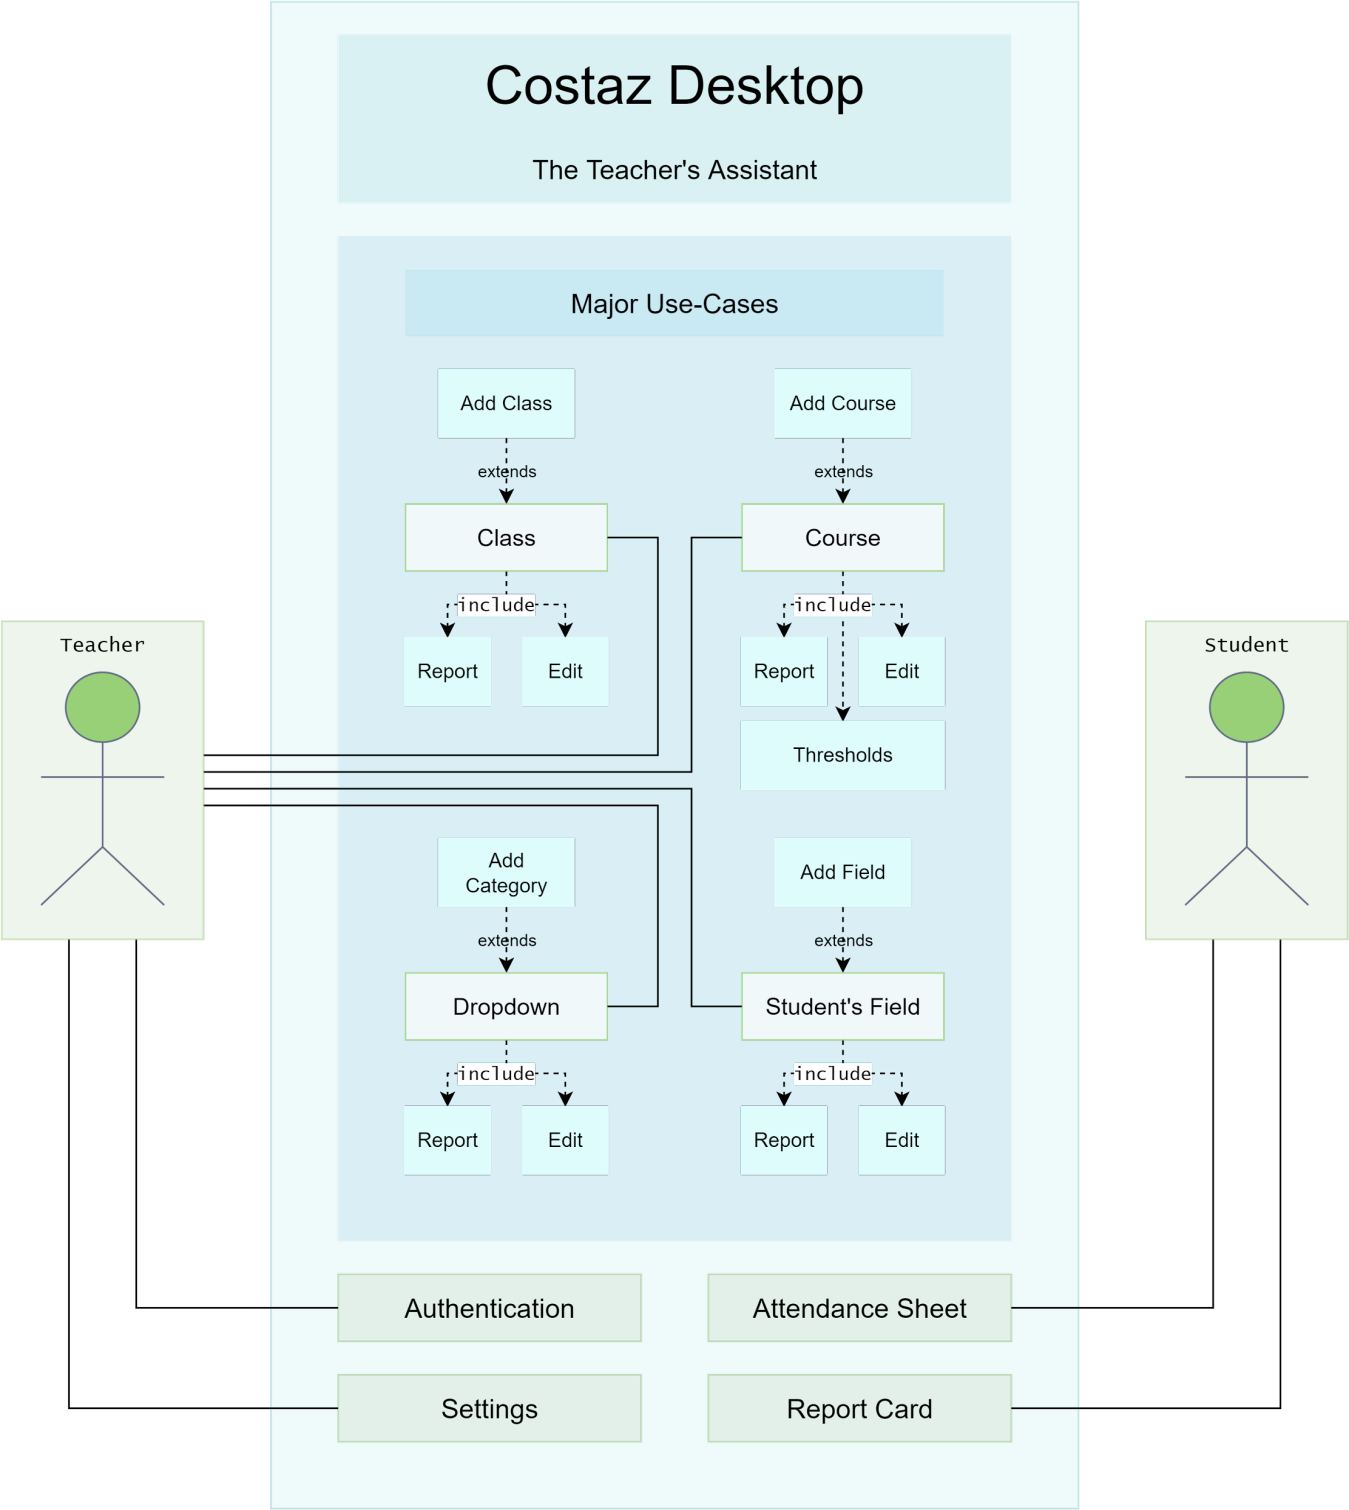 Costaz Desktop
The Teacher's Assistant
Major Use-Cases
Add Class
Add Course
extends
extends
Class
Course
include
include
Report
Edit
Report
Edit
Thresholds
Teacher
Student
Add
Category
Add Field
extends
extends
Dropdown
Student's Field
include
include
Report
Edit
Report
Edit
Authentication
Attendance Sheet
Settings
Report Card